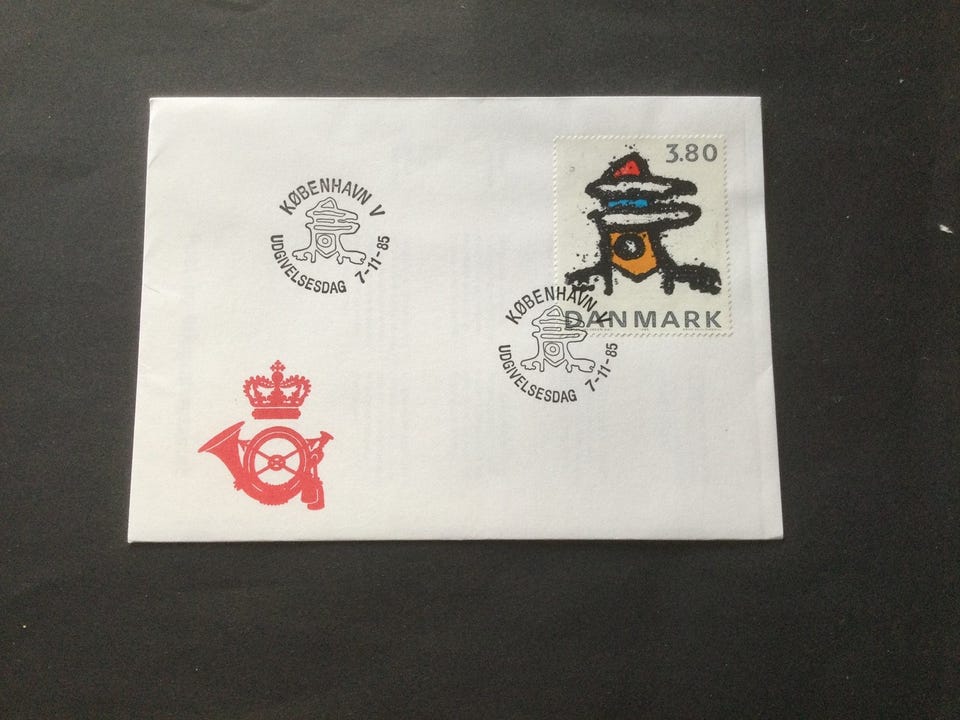 KØBENHAVN V
UDGIVELSESDAG 7-11-85
3.80
DANMARK
KØBENHAVN V
UDGIVELSESDAG 7-11-85